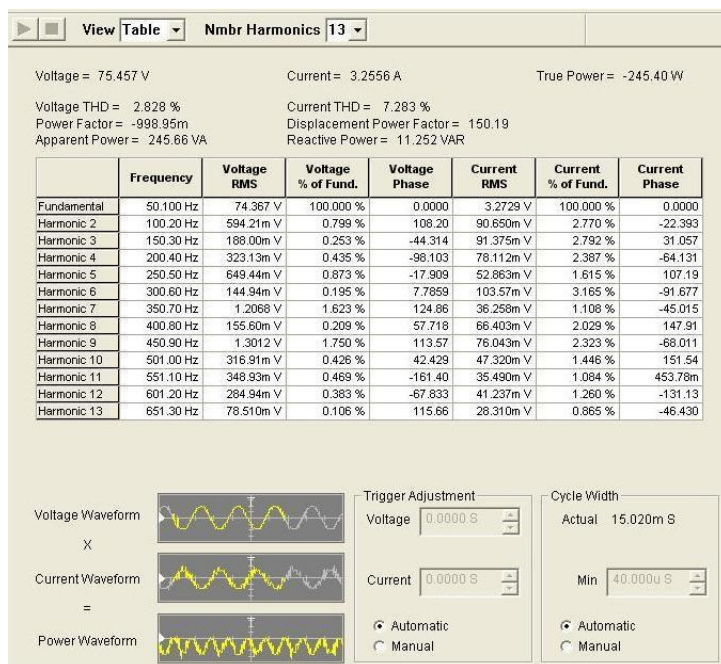 View Table Nmbr Harmonics 13
Voltage = 75.457 V Current = 3.2556 A True Power = -245.40 W
Voltage THD = 2.828 % Current THD = 7.283 %
Power Factor = -998.95m Displacement Power Factor = 150.19
Apparent Power = 245.66 VA Reactive Power = 11.252 VAR
Frequency Voltage RMS Voltage % of Fund. Voltage Phase Current RMS Current % of Fund. Current Phase
Fundamental 50.100 Hz 74.367 V 100.000 % 0.0000 3.2729 V 100.000 % 0.0000
Harmonic 2 100.20 Hz 594.21m V 0.799 % 108.20 90.650m V 2.770 % -22.393
Harmonic 3 150.30 Hz 188.00m V 0.253 % -44.314 91.375m V 2.792 % 31.057
Harmonic 4 200.40 Hz 323.13m V 0.435 % -98.103 78.112m V 2.387 % -64.131
Harmonic 5 250.50 Hz 649.44m V 0.873 % -17.909 52.863m V 1.615 % 107.19
Harmonic 6 300.60 Hz 144.94m V 0.195 % 7.7859 103.57m V 3.165 % -91.677
Harmonic 7 350.70 Hz 1.2068 V 1.623 % 124.86 36.258m V 1.108 % -45.015
Harmonic 8 400.80 Hz 155.60m V 0.209 % 57.718 66.403m V 2.029 % 147.91
Harmonic 9 450.90 Hz 1.3012 V 1.750 % 113.57 76.043m V 2.323 % -68.011
Harmonic 10 501.00 Hz 316.91m V 0.426 % 42.429 47.320m V 1.446 % 151.54
Harmonic 11 551.10 Hz 348.93m V 0.469 % -161.40 35.490m V 1.084 % 453.78m
Harmonic 12 601.20 Hz 284.94m V 0.383 % -67.833 41.237m V 1.260 % -131.13
Harmonic 13 651.30 Hz 78.510m V 0.106 % 115.66 28.310m V 0.865 % -46.430
Voltage Waveform
X
Current Waveform
=
Power Waveform
Trigger Adjustment
Voltage 0.0000 S
Current 0.0000 S
Automatic
Manual
Cycle Width
Actual 15.020m S
Min 40.000u S
Automatic
Manual